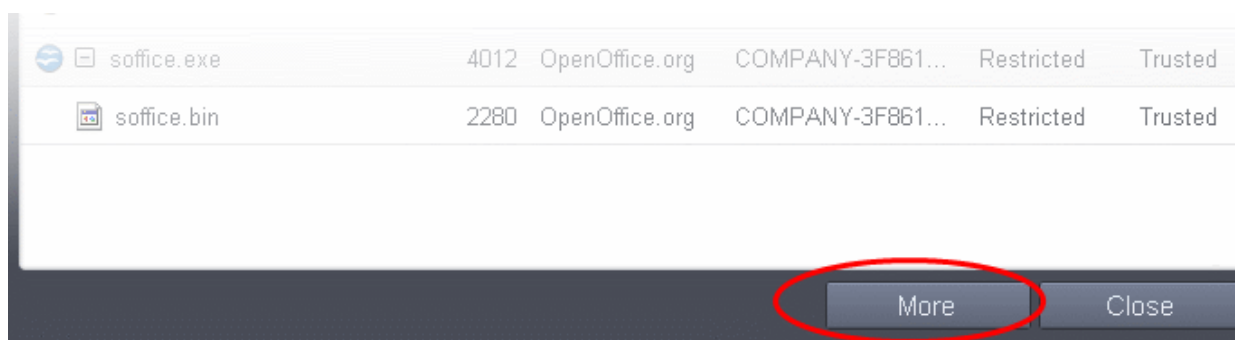 soffice.exe 4012 OpenOffice.org COMPANY-3F861... Restricted Trusted
soffice.bin 2280 OpenOffice.org COMPANY-3F861... Restricted Trusted
More Close